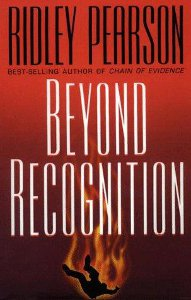 RIDLEY PEARSON
BEST-SELLING AUTHOR OF CHAIN OF EVIDENCE
BEYOND
RECOGNITION